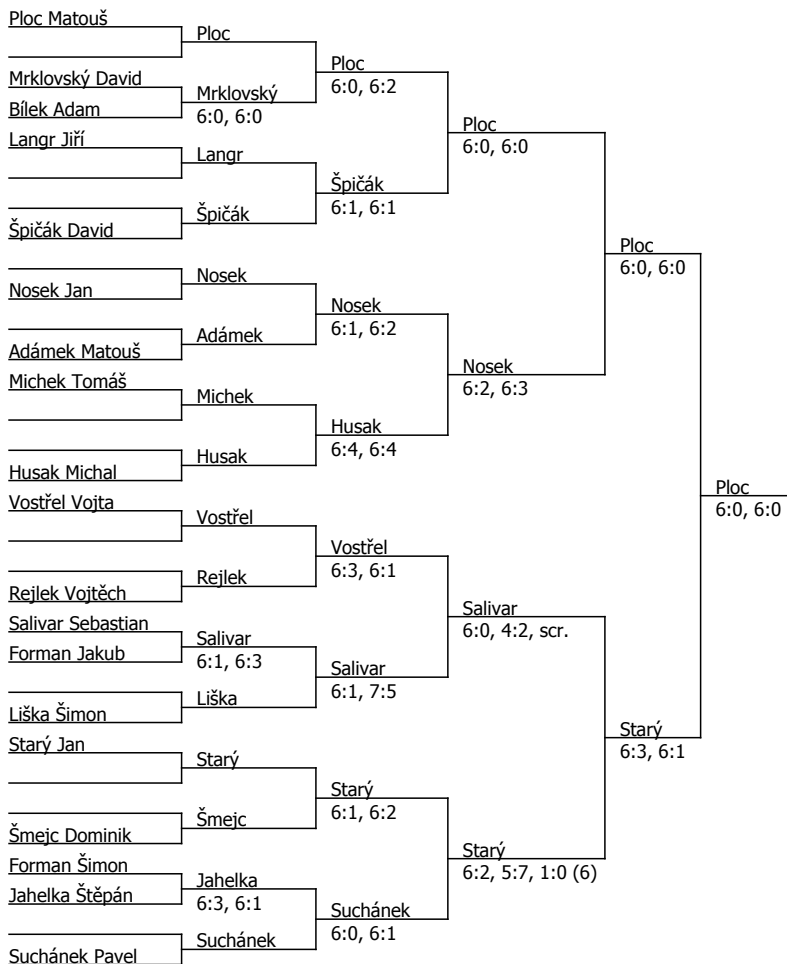 Ploc Matouš
Ploc
Ploc
6:0, 6:2
Mrklovský David
Mrklovský
6:0, 6:0
Bílek Adam
Ploc
6:0, 6:0
Langr Jiří
Langr
Špičák
6:1, 6:1
Špičák
Špičák David
Ploc
6:0, 6:0
Nosek
Nosek Jan
Nosek
6:1, 6:2
Adámek
Adámek Matouš
Nosek
6:2, 6:3
Michek Tomáš
Michek
Husak
6:4, 6:4
Husak
Husak Michal
Ploc
6:0, 6:0
Vostřel Vojta
Vostřel
Vostřel
6:3, 6:1
Rejlek
Rejlek Vojtěch
Salivar
6:0, 4:2, scr.
Salivar Sebastian
Salivar
6:1, 6:3
Forman Jakub
Salivar
6:1, 7:5
Liška
Liška Šimon
Starý
6:3, 6:1
Starý Jan
Starý
Starý
6:1, 6:2
Šmejc
Šmejc Dominik
Starý
6:2, 5:7, 1:0 (6)
Forman Šimon
Jahelka
6:3, 6:1
Jahelka Štěpán
Suchánek
6:0, 6:1
Suchánek
Suchánek Pavel